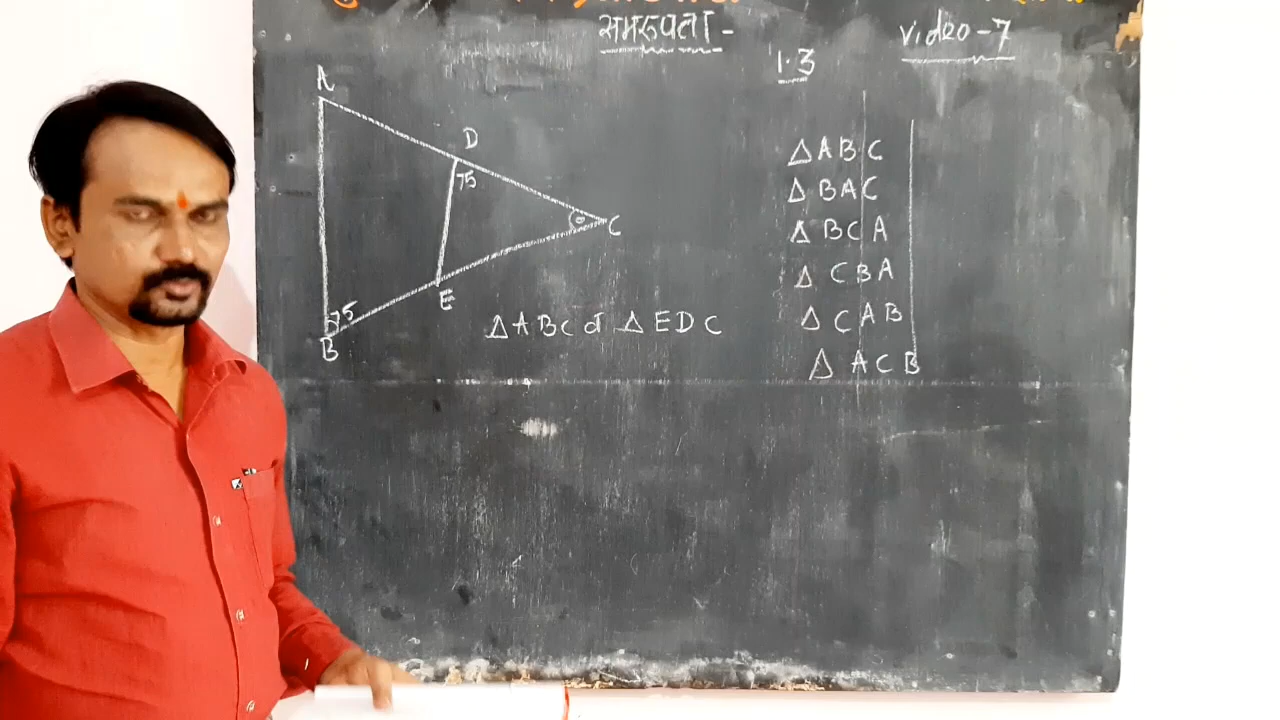 समरूपता -
video-7
1.3
A
D
75
C
E
75
B
△ABC व △EDC
△ABC
△BAC
△BCA
△CBA
△CAB
△ACB